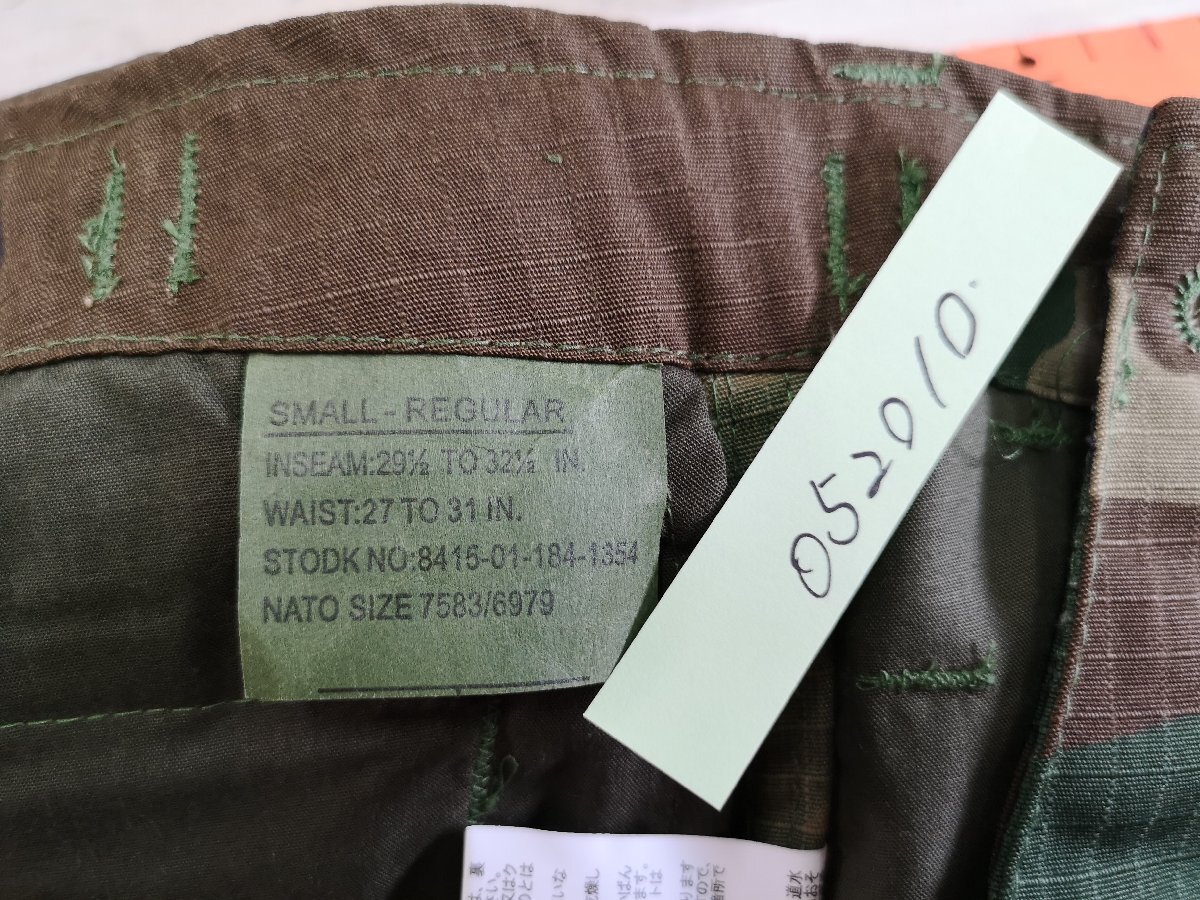 SMALL - REGULAR
INSEAM:29½ TO 32½ IN.
WAIST:27 TO 31 IN.
STODK NO:8415-01-184-1354
NATO SIZE 7583/6979
052010